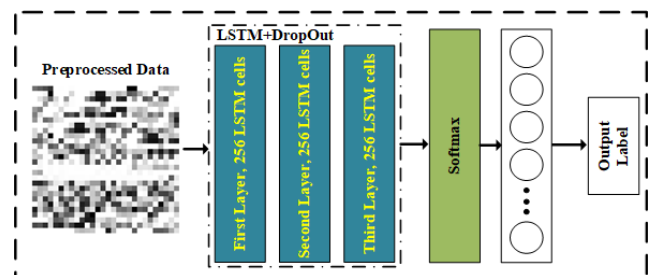 LSTM+DropOut
Preprocessed Data
First Layer, 256 LSTM cells
Second Layer, 256 LSTM cells
Third Layer, 256 LSTM cells
Softmax
Output
Label